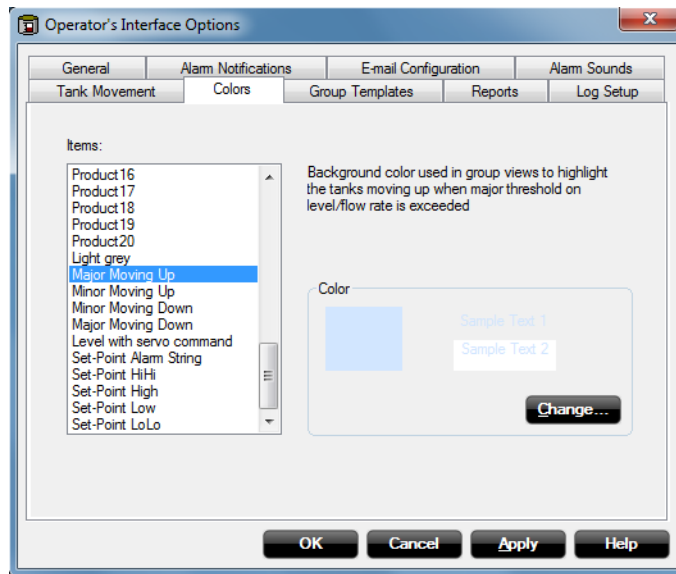 Operator's Interface Options
General
Alarm Notifications
E-mail Configuration
Alarm Sounds
Tank Movement
Colors
Group Templates
Reports
Log Setup
Items:
Product16
Product17
Product18
Product19
Product20
Light grey
Major Moving Up
Minor Moving Up
Minor Moving Down
Major Moving Down
Level with servo command
Set-Point Alarm String
Set-Point HiHi
Set-Point High
Set-Point Low
Set-Point LoLo
Background color used in group views to highlight
the tanks moving up when major threshold on
level/flow rate is exceeded
Color
Sample Text 1
Sample Text 2
Change...
OK
Cancel
Apply
Help